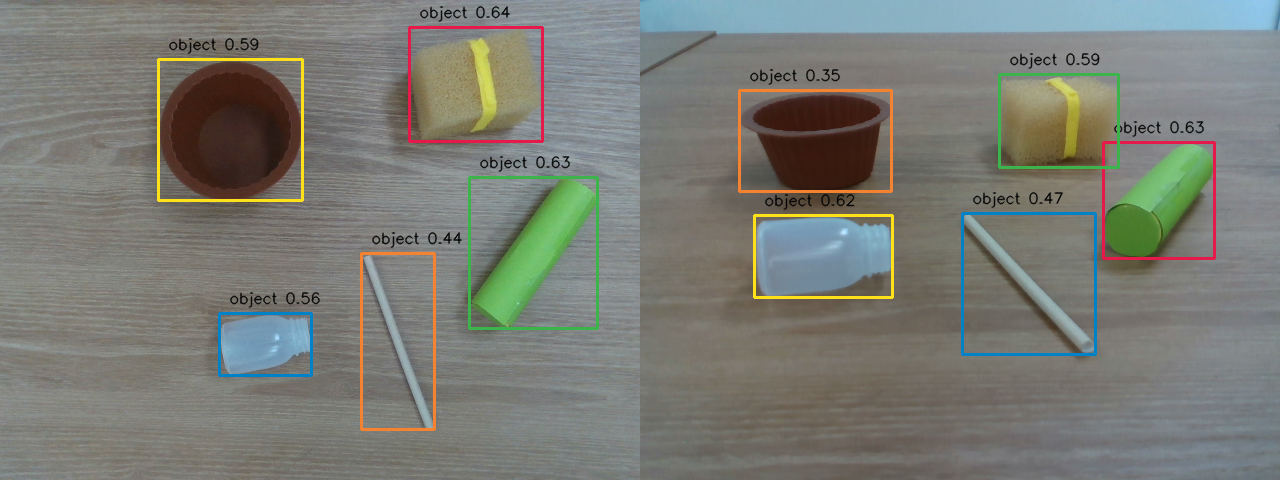 object 0.64
object 0.59
object 0.63
object 0.44
object 0.56
object 0.59
object 0.35
object 0.63
object 0.62
object 0.47